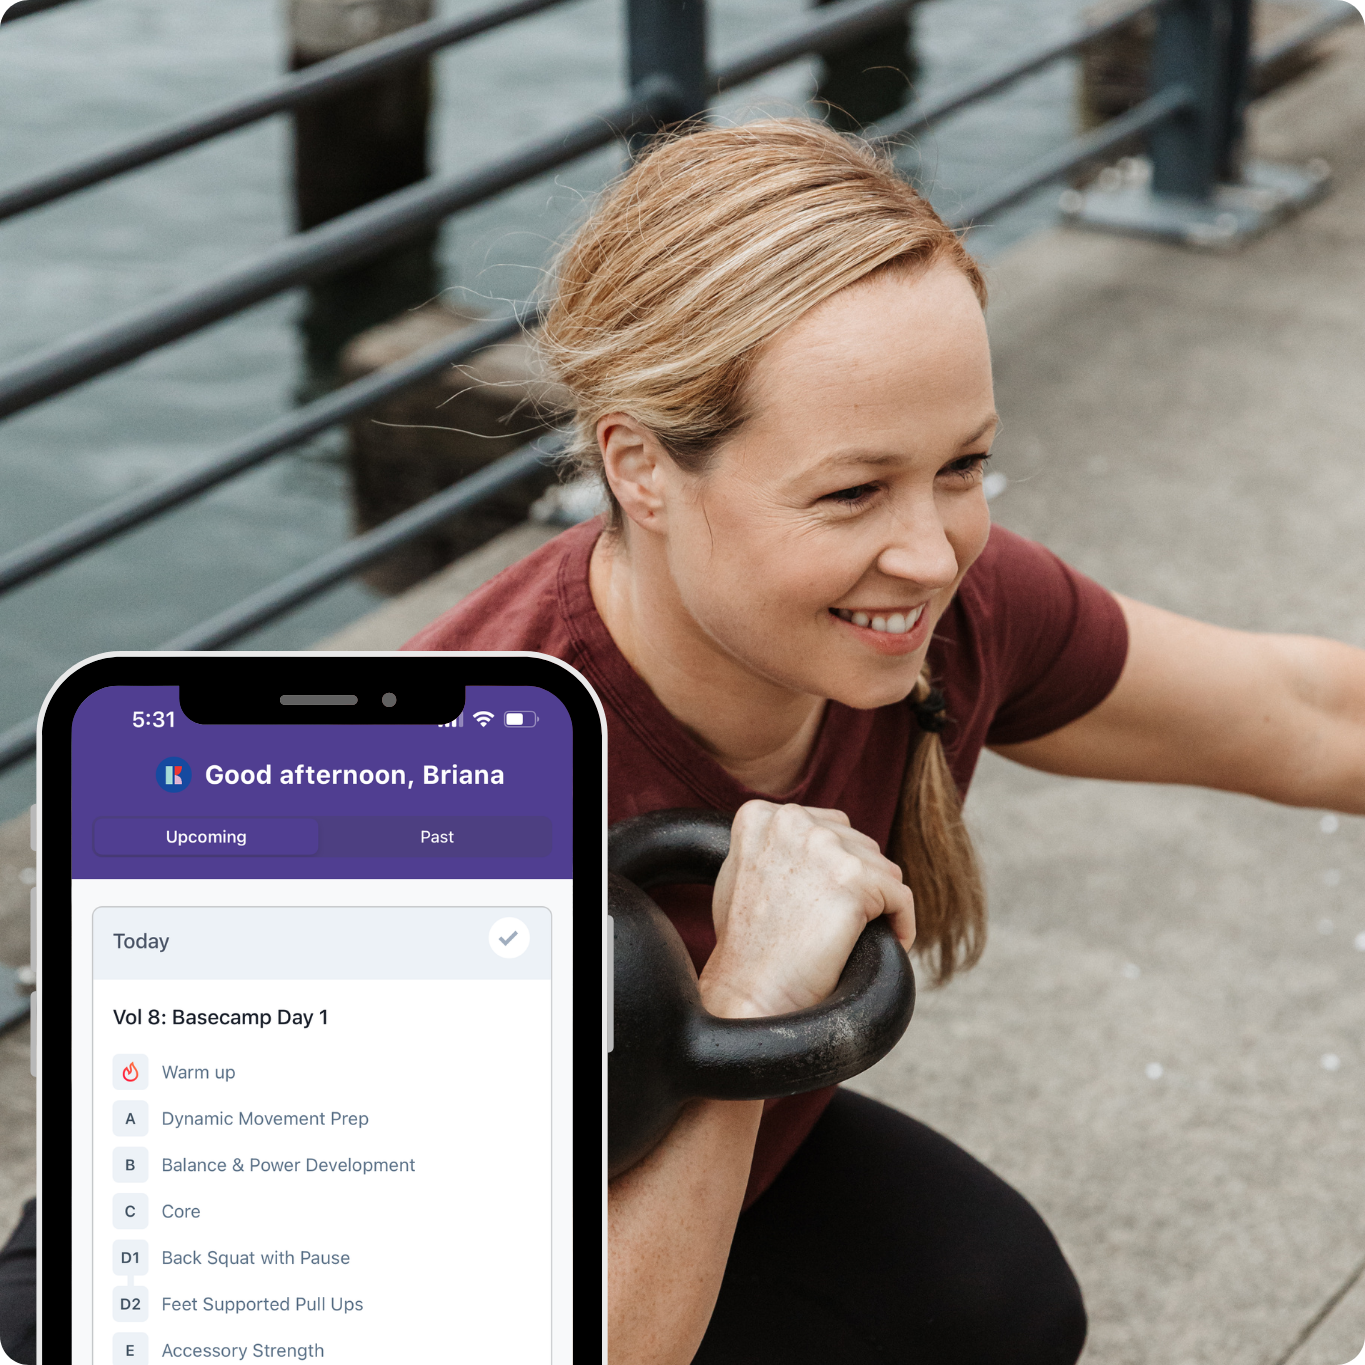 5:31
Good afternoon, Briana
Upcoming Past
Today
Vol 8: Basecamp Day 1
Warm up
A Dynamic Movement Prep
B Balance & Power Development
C Core
D1 Back Squat with Pause
D2 Feet Supported Pull Ups
E Accessory Strength